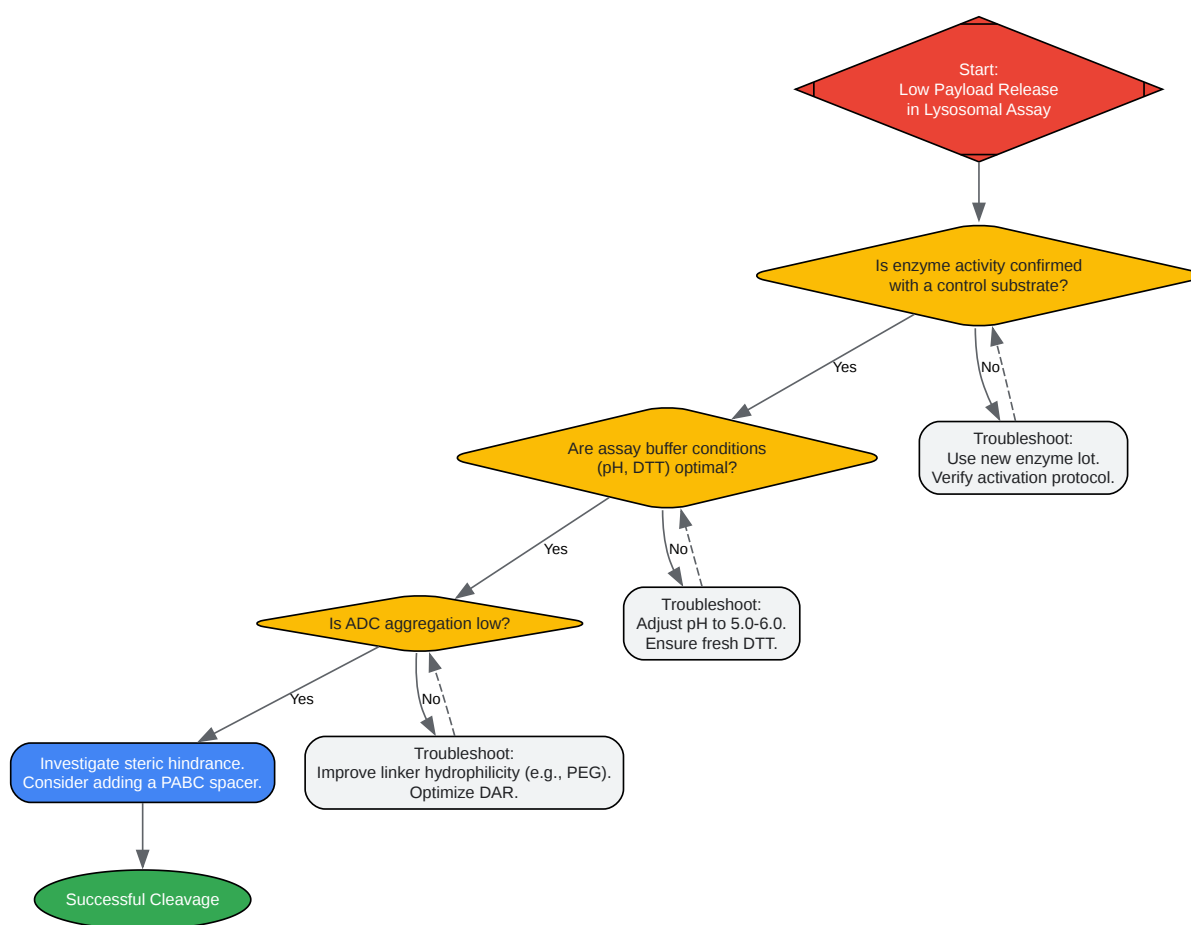 Start:
Low Payload Release
in Lysosomal Assay
Is enzyme activity confirmed
with a control substrate?
Yes
No
Troubleshoot:
Use new enzyme lot.
Verify activation protocol.
Are assay buffer conditions
(pH, DTT) optimal?
Yes
No
Troubleshoot:
Adjust pH to 5.0-6.0.
Ensure fresh DTT.
Is ADC aggregation low?
Yes
No
Troubleshoot:
Improve linker hydrophilicity (e.g., PEG).
Optimize DAR.
Investigate steric hindrance.
Consider adding a PABC spacer.
Successful Cleavage